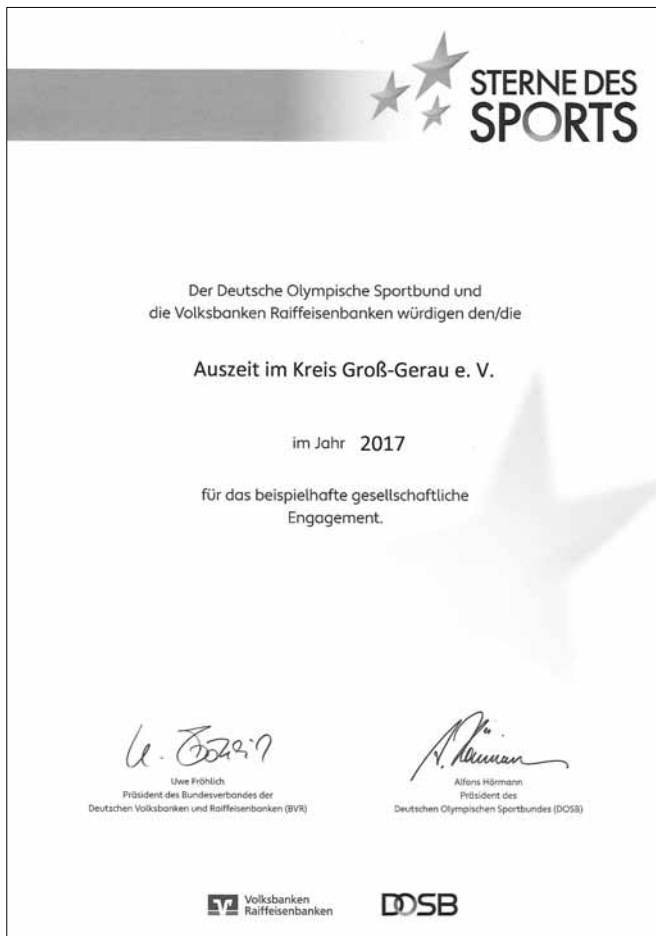 STERNE DES
SPORTS
Der Deutsche Olympische Sportbund und
die Volksbanken Raiffeisenbanken würdigen den/die
Auszeit im Kreis Groß-Gerau e. V.
im Jahr 2017
für das beispielhafte gesellschaftliche
Engagement.
Uwe Fröhlich
Präsident des Bundesverbandes der
Deutschen Volksbanken und Raiffeisenbanken (BVR)
Alfons Hörmann
Präsident des
Deutschen Olympischen Sportbundes (DOSB)
Volksbanken
Raiffeisenbanken
DOSB